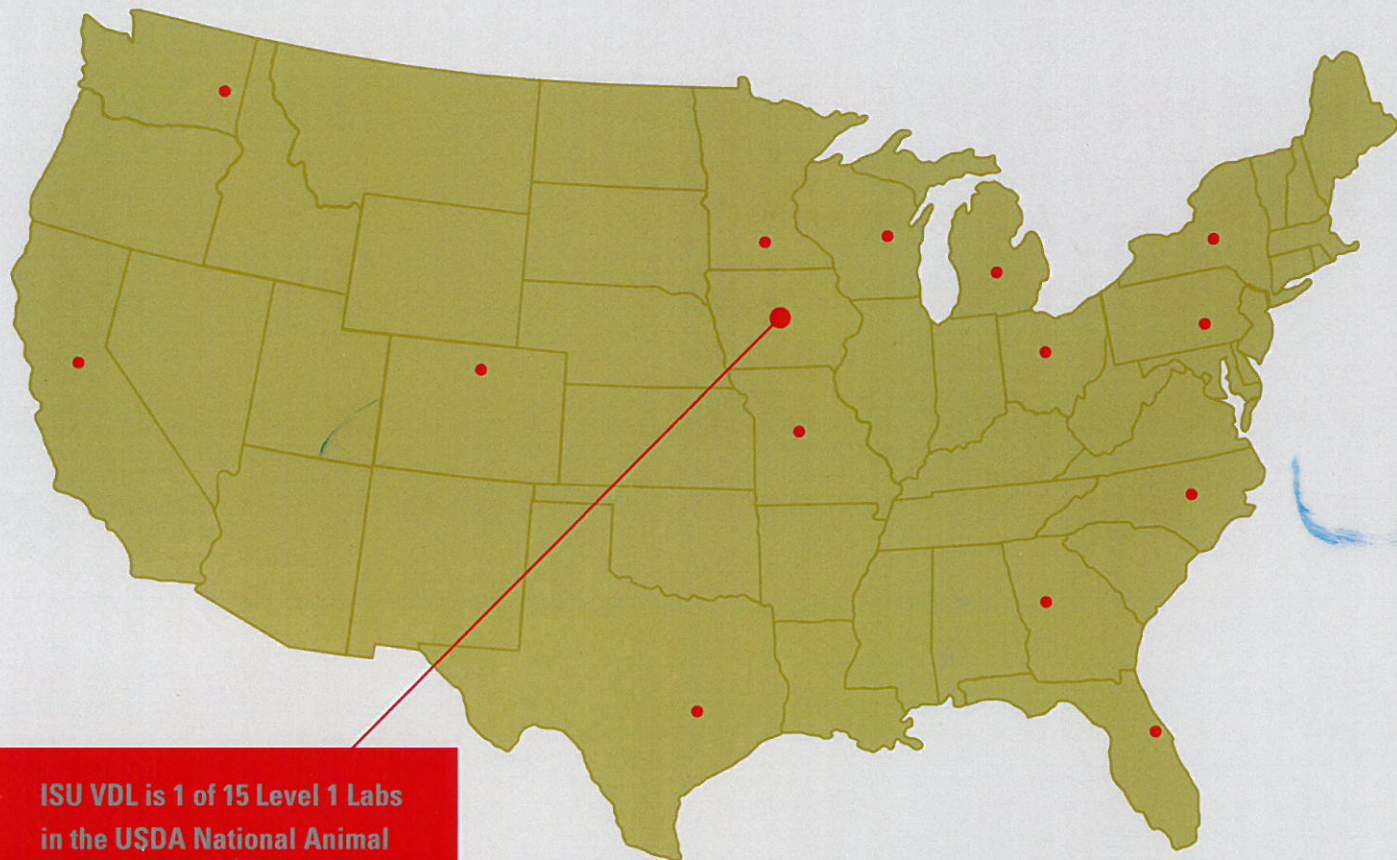 ISU VDL is 1 of 15 Level 1 Labs
in the USDA National Animal